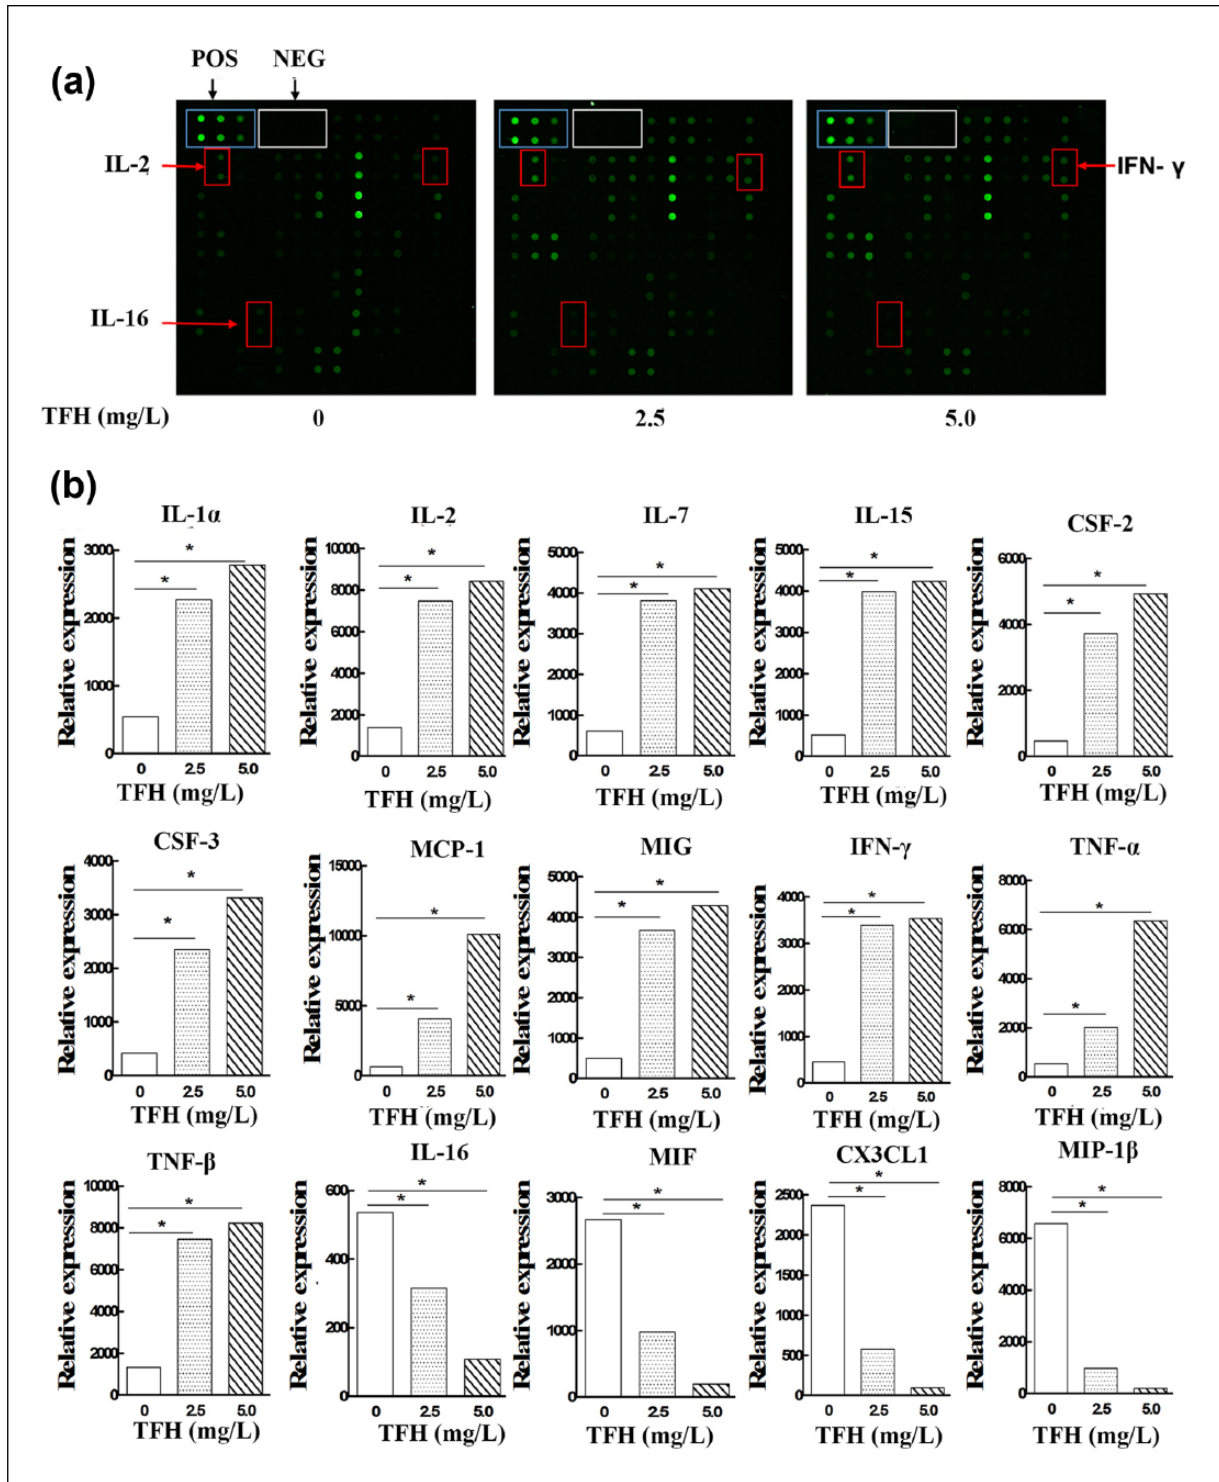 (a)
POS NEG
IL-2
IFN- γ
IL-16
TFH (mg/L) 0 2.5 5.0
(b)
IL-1α IL-2 IL-7 IL-15 CSF-2
Relative expression Relative expression Relative expression Relative expression Relative expression
3000 10000 5000 5000 6000
2000 8000 4000 4000 4000
1000 6000 3000 3000 2000
0 4000 2000 2000 0
2000 1000 1000
0 0 0
* * * * * * * * * *
0 2.5 5.0 0 2.5 5.0 0 2.5 5.0 0 2.5 5.0 0 2.5 5.0
TFH (mg/L) TFH (mg/L) TFH (mg/L) TFH (mg/L) TFH (mg/L)
CSF-3 MCP-1 MIG IFN-γ TNF-α
Relative expression Relative expression Relative expression Relative expression Relative expression
4000 15000 5000 4000 8000
3000 10000 4000 3000 6000
2000 5000 3000 2000 4000
1000 0 2000 1000 2000
0 1000 0 0
0
* * * * * * * * * *
0 2.5 5.0 0 2.5 5.0 0 2.5 5.0 0 2.5 5.0 0 2.5 5.0
TFH (mg/L) TFH (mg/L) TFH (mg/L) TFH (mg/L) TFH (mg/L)
TNF-β IL-16 MIF CX3CL1 MIP-1β
Relative expression Relative expression Relative expression Relative expression Relative expression
10000 600 3000 2500 8000
8000 400 2000 2000 6000
6000 200 1000 1500 4000
4000 0 0 1000 2000
2000 500 0
0 0
* * * * * * * * * *
0 2.5 5.0 0 2.5 5.0 0 2.5 5.0 0 2.5 5.0 0 2.5 5.0
TFH (mg/L) TFH (mg/L) TFH (mg/L) TFH (mg/L) TFH (mg/L)